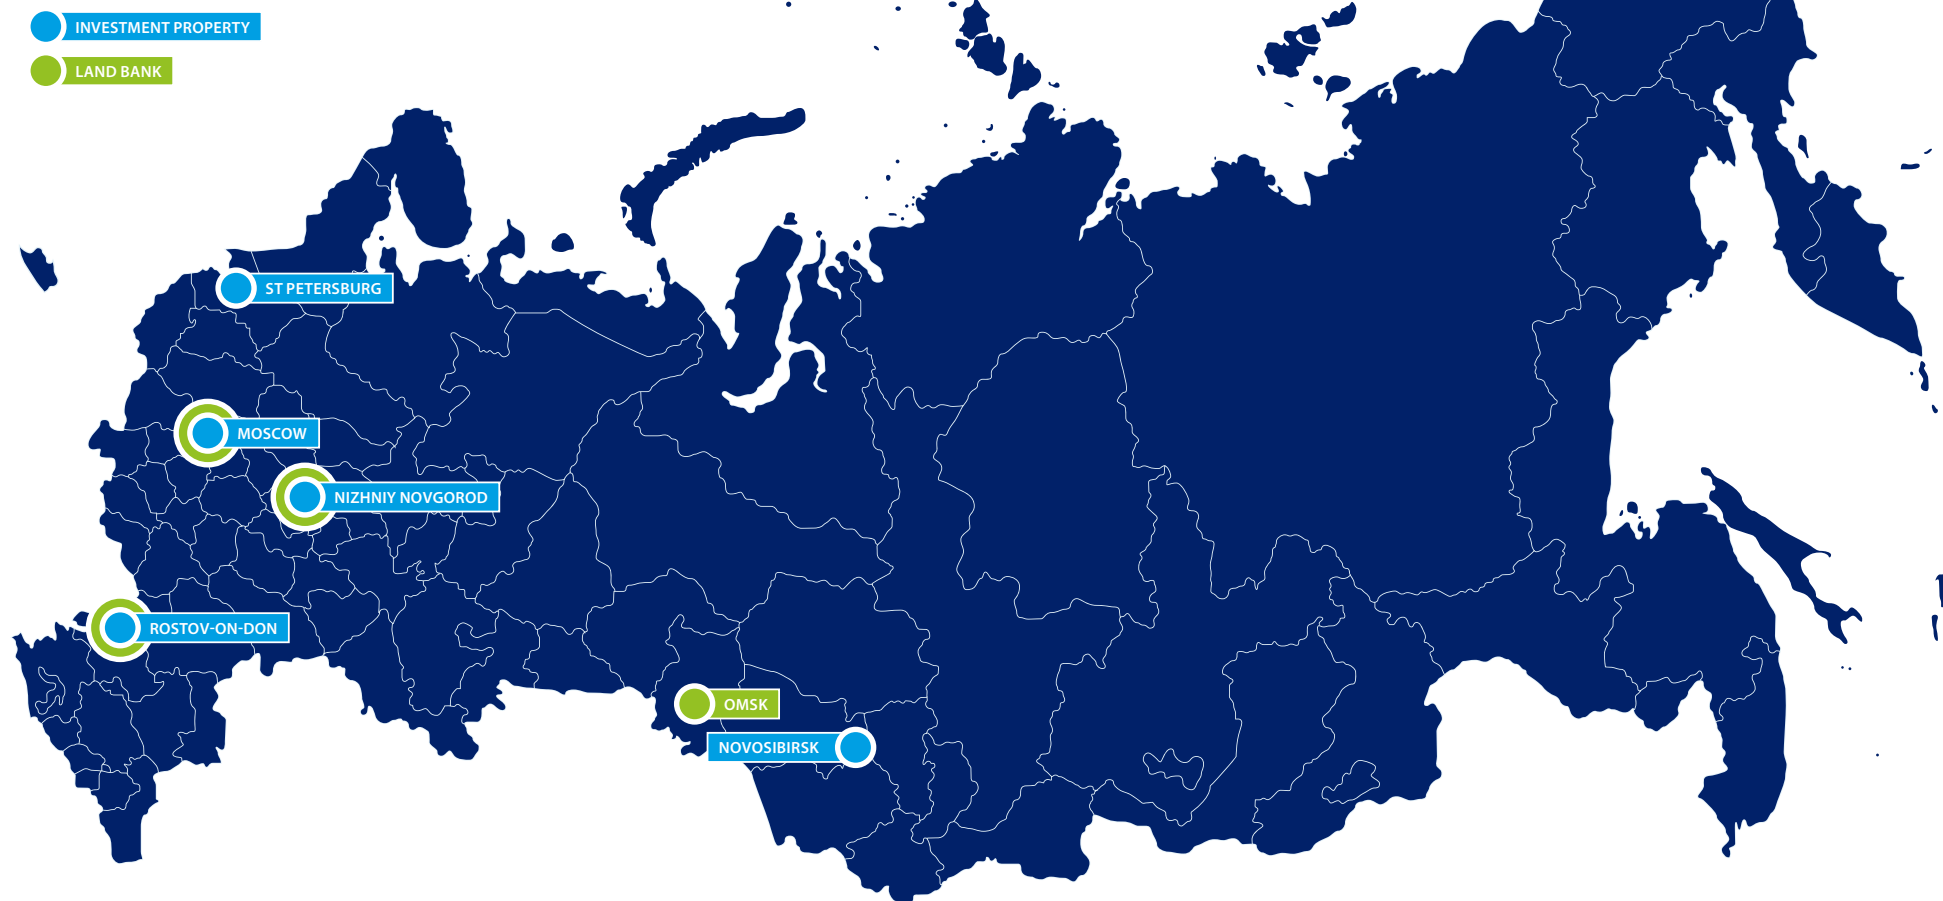 INVESTMENT PROPERTY
LAND BANK
ST PETERSBURG
MOSCOW
NIZHNIY NOVGOROD
ROSTOV-ON-DON
OMSK
NOVOSIBIRSK